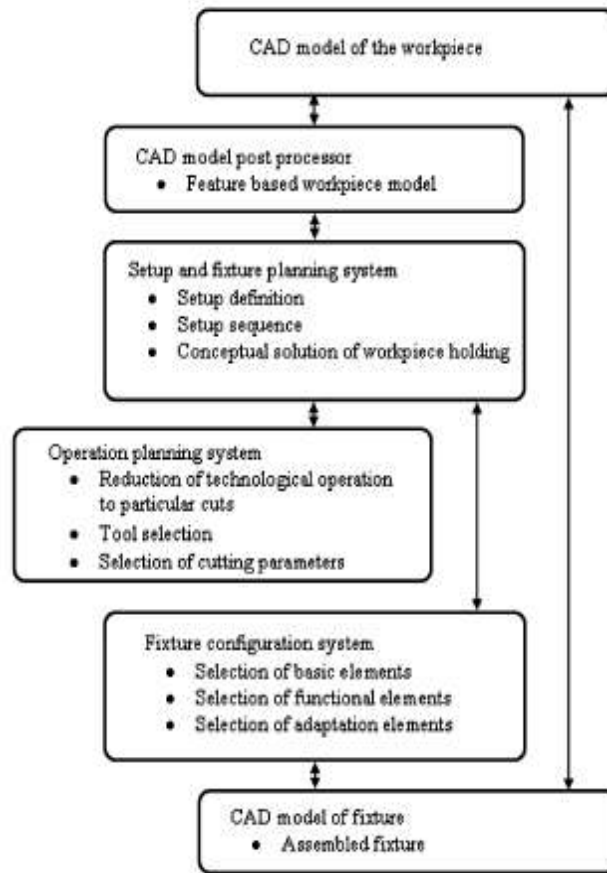 CAD model of the workpiece
CAD model post processor
• Feature based workpiece model
Setup and fixture planning system
• Setup definition
• Setup sequence
• Conceptual solution of workpiece holding
Operation planning system
• Reduction of technological operation
to particular cuts
• Tool selection
• Selection of cutting parameters
Fixture configuration system
• Selection of basic elements
• Selection of functional elements
• Selection of adaptation elements
CAD model of fixture
• Assembled fixture